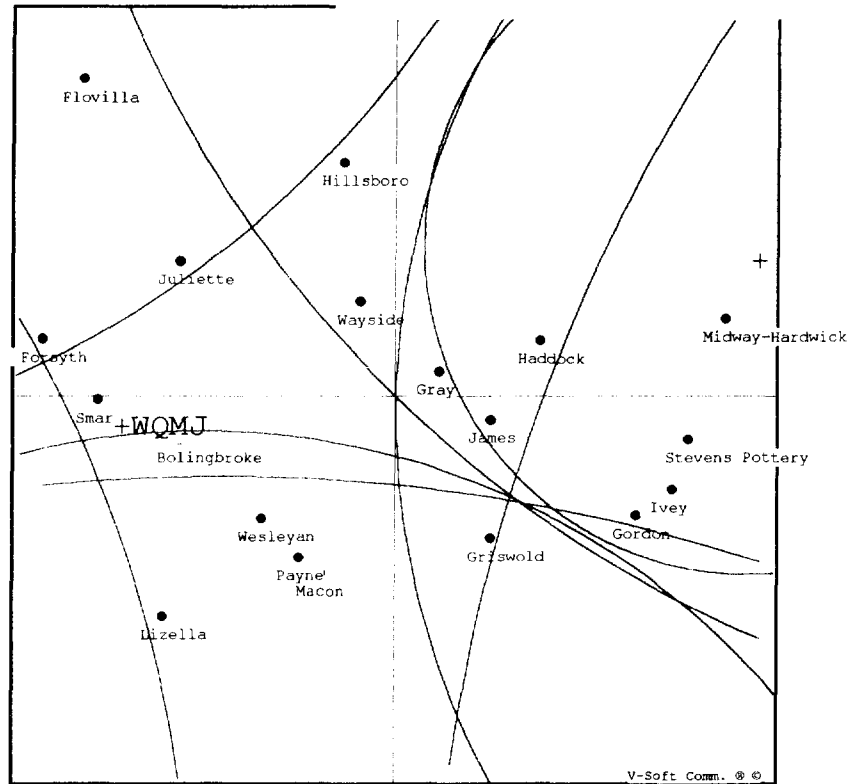 Flovilla
Hillsboro
Juliette
Wayside
Midway-Hardwick
Forsyth
Haddock
Gray
Smar
+WQMJ
James
Bolingbroke
Stevens Pottery
Ivey
Gordon
Wesleyan
Griswold
Payne
Macon
Lizella
V-Soft Comm. ® ©